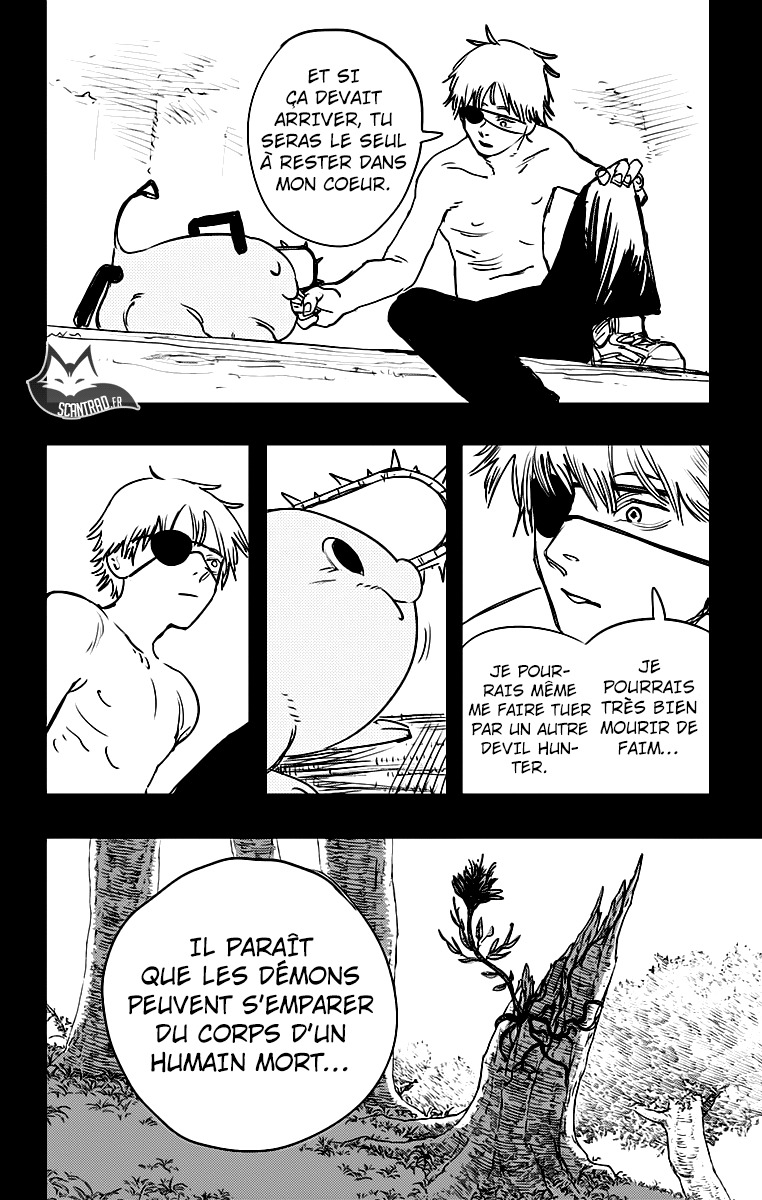 ET SI
ÇA DEVAIT
ARRIVER, TU
SERAS LE SEUL
À RESTER DANS
MON COEUR.
SCANTRAD.FR
JE
POURRAIS
TRÈS BIEN
MOURIR DE
FAIM...
JE POUR-
RAIS MÊME
ME FAIRE TUER
PAR UN AUTRE
DEVIL HUN-
TER.
IL PARAÎT
QUE LES DÉMONS
PEUVENT S'EMPARER
DU CORPS D'UN
HUMAIN MORT...